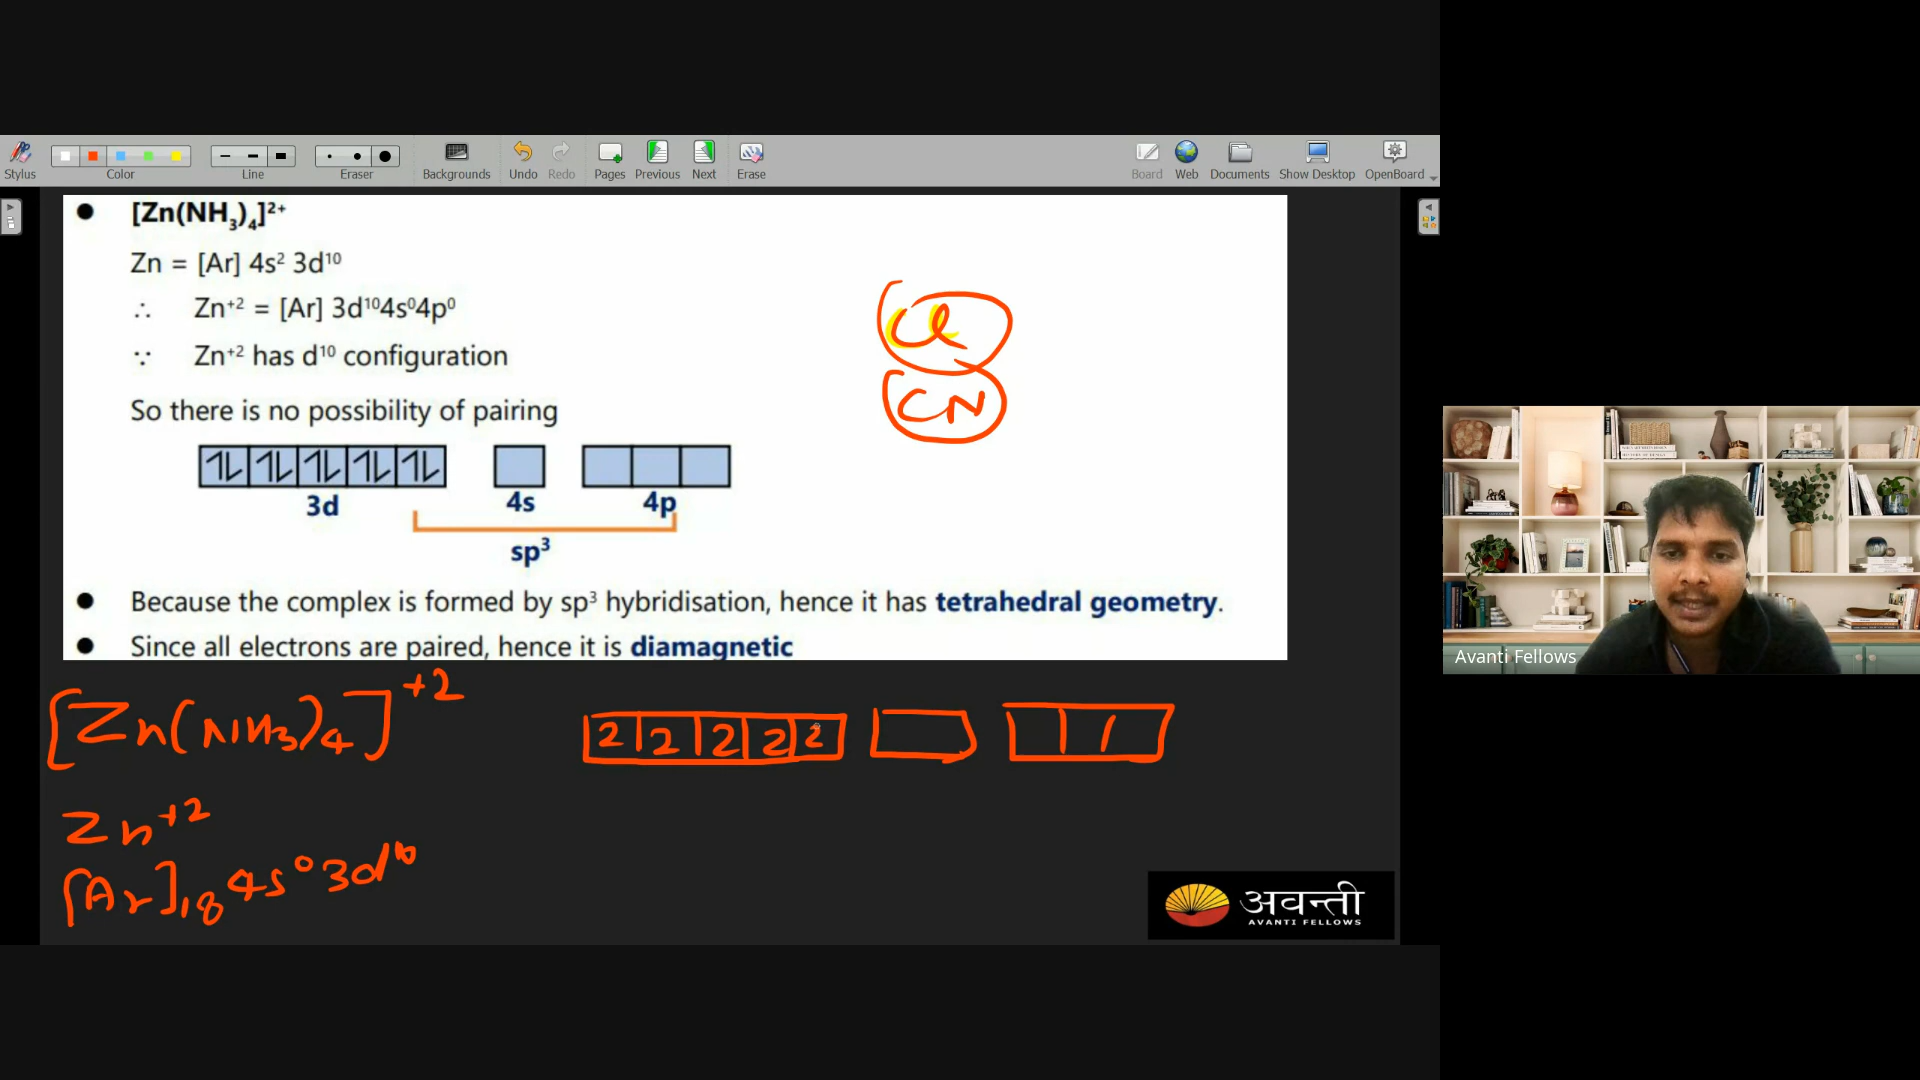 Stylus Color Line Eraser Backgrounds Undo Redo Pages Previous Next Erase Board Web Documents Show Desktop OpenBoard
[Zn(NH₃)₄]²⁺
Zn = [Ar] 4s² 3d¹⁰
∴ Zn⁺² = [Ar] 3d¹⁰4s⁰4p⁰
∵ Zn⁺² has d¹⁰ configuration
So there is no possibility of pairing
3d 4s 4p
sp³
Because the complex is formed by sp³ hybridisation, hence it has tetrahedral geometry.
Since all electrons are paired, hence it is diamagnetic
Cl
CN
[Zn(NH₃)₄]⁺²
2 2 2 2 2
Zn⁺²
[Ar]₁₈ 4s⁰ 3d¹⁰
अवन्ती
AVANTI FELLOWS
Avanti Fellows